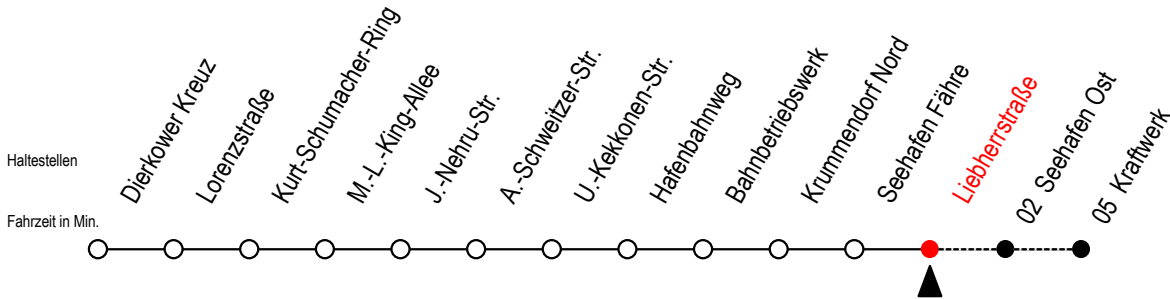 Haltestellen
Fahrzeit in Min.
Dierkower Kreuz
Lorenzstraße
Kurt-Schumacher-Ring
M.-L.-King-Allee
J.-Nehru-Str.
A.-Schweitzer-Str.
U.-Kekkonen-Str.
Hafenbahnweg
Bahnbetriebswerk
Krummendorf Nord
Seehafen Fähre
Liebherrstraße
02 Seehafen Ost
05 Kraftwerk